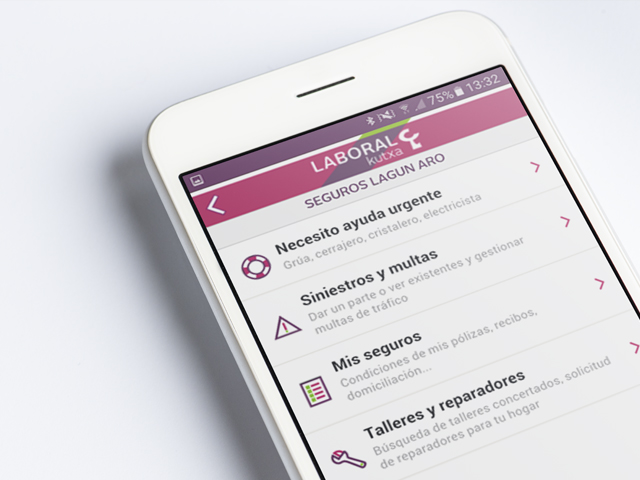 75% 13:32
LABORAL
kutxa
SEGUROS LAGUN ARO
Necesito ayuda urgente
Grúa, cerrajero, cristalero, electricista
Siniestros y multas
Dar un parte o ver existentes y gestionar
multas de tráfico
Mis seguros
Condiciones de mis pólizas, recibos,
domiciliación...
Talleres y reparadores
Búsqueda de talleres concertados, solicitud
de reparadores para tu hogar